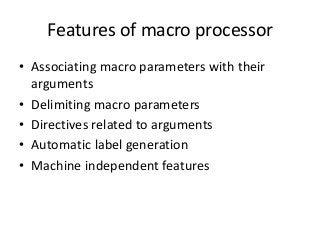 Features of macro processor
• Associating macro parameters with their
arguments
• Delimiting macro parameters
• Directives related to arguments
• Automatic label generation
• Machine independent features